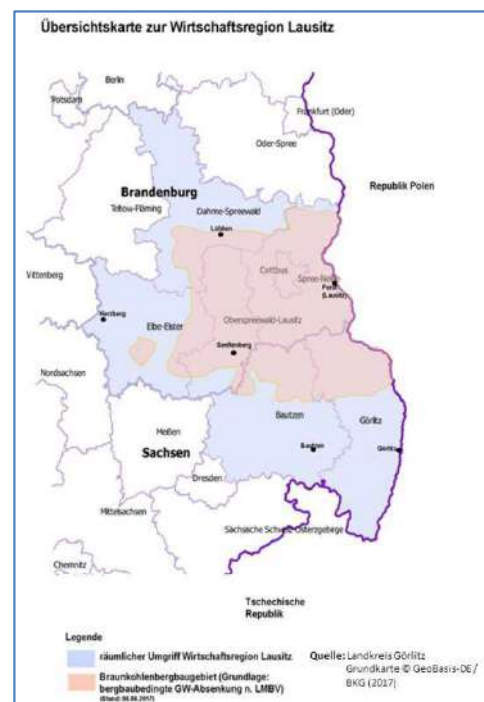 Übersichtskarte zur Wirtschaftsregion Lausitz
Berlin
Potsdam
Frankfurt (Oder)
Oder-Spree
Republik Polen
Brandenburg
Teltow-Fläming
Dahme-Spreewald
Lübben
Cottbus
Spree-Neiße
Forst
(Lausitz)
Wittenberg
Herzberg
Elbe-Elster
Oberspreewald-Lausitz
Senftenberg
Nordsachsen
Bautzen
Görlitz
Meißen
Sachsen
Bautzen
Görlitz
Dresden
Mittelsachsen
Sächsische Schweiz-Osterzgebirge
Chemnitz
Tschechische
Republik
Legende
räumlicher Umgriff Wirtschaftsregion Lausitz
Braunkohlenbergbaugebiet (Grundlage:
bergbaubedingte GW-Absenkung n. LMBV)
Quelle: Landkreis Görlitz
Grundkarte © GeoBasis-DE /
BKG (2017)